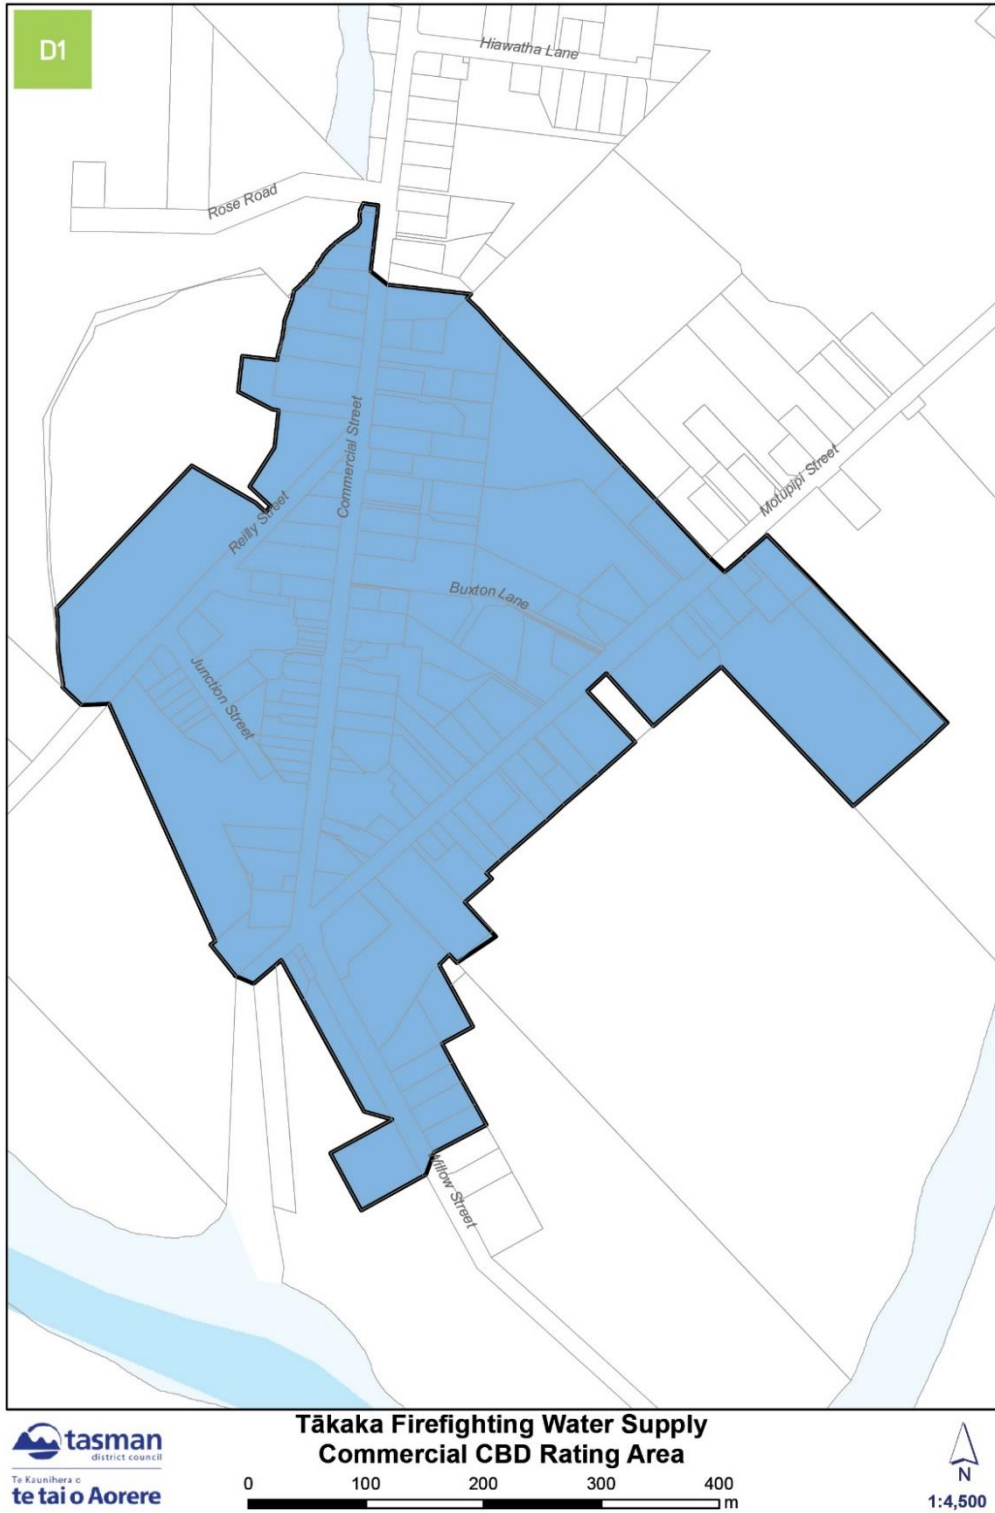 D1
Hiawatha Lane
Rose Road
Commercial Street
Motupipi Street
Reilly Street
Buxton Lane
Junction Street
Willow Street
tasman
district council
Te Kaunihera o
te tai o Aorere
Tākaka Firefighting Water Supply
Commercial CBD Rating Area
0 100 200 300 400
m
N
1:4,500